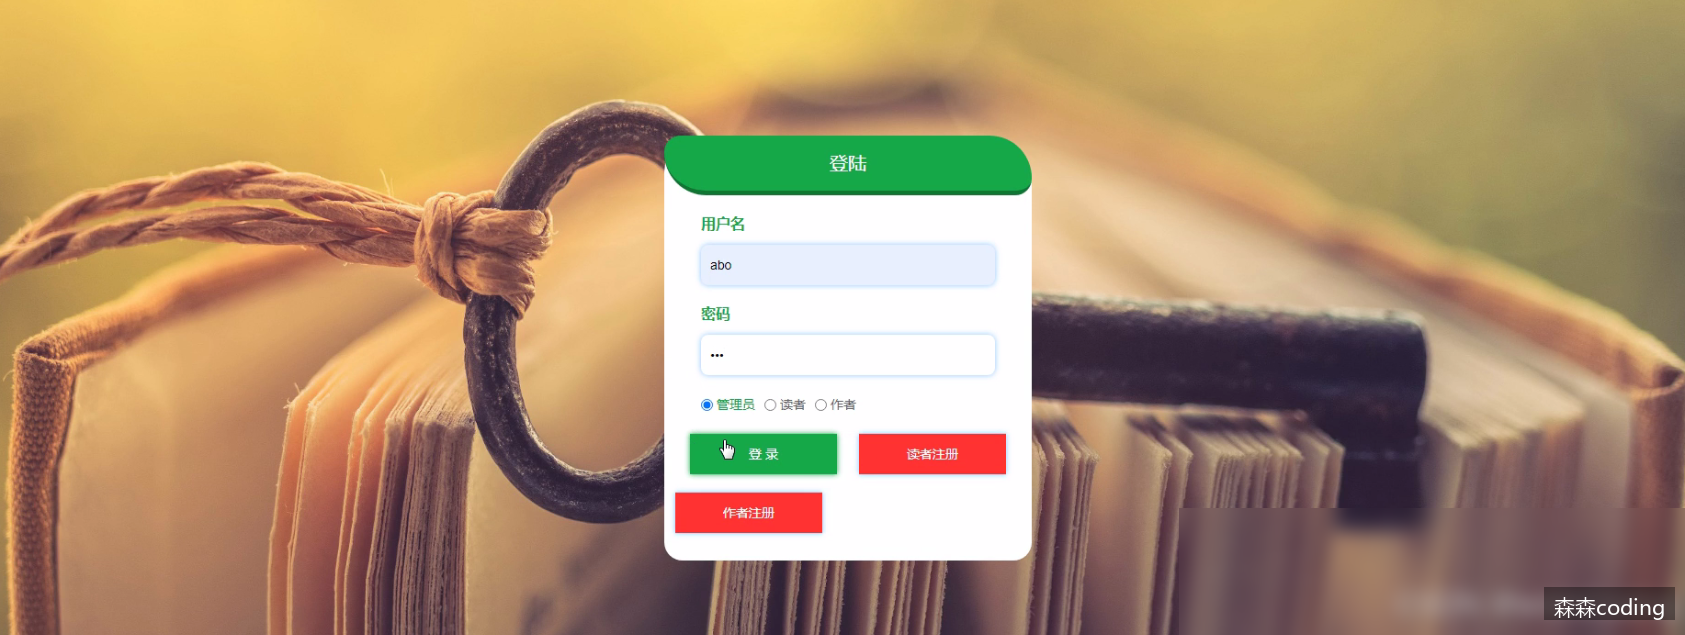 登陆
用户名
abo
密码
•••
管理员 读者 作者
登 录 读者注册
作者注册
森森coding